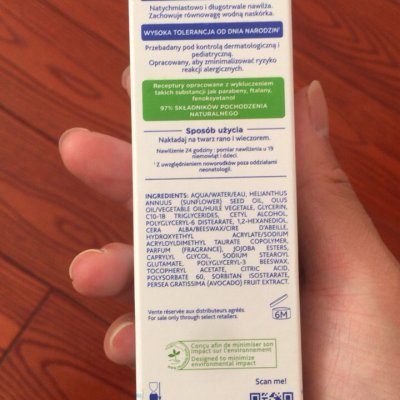 Natychmiastowo i długotrwale nawilża.
Zachowuje równowagę wodną naskórka.
WYSOKA TOLERANCJA OD DNIA NARODZIN¹
Przebadany pod kontrolą dermatologiczną i
pediatryczną.
Opracowany, aby zminimalizować ryzyko
reakcji alergicznych.
Receptury opracowane z wykluczeniem
takich substancji jak parabeny, ftalany,
fenoksyetanol
97% SKŁADNIKÓW POCHODZENIA
NATURALNEGO
Sposób użycia
Nakładaj na twarz rano i wieczorem.
Nawilżenie 24 godziny : pomiar nawilżenia u 19
niemowląt i dzieci.
¹ Z uwzględnieniem noworodków poza oddziałami
neonatologii.
INGREDIENTS: AQUA/WATER/EAU, HELIANTHUS
ANNUUS (SUNFLOWER) SEED OIL, OLUS
OIL/VEGETABLE OIL/HUILE VEGETALE, GLYCERIN,
C10-18 TRIGLYCERIDES, CETYL ALCOHOL,
POLYGLYCERYL-6 DISTEARATE, 1,2-HEXANEDIOL,
CERA ALBA/BEESWAX/CIRE D'ABEILLE,
HYDROXYETHYL ACRYLATE/SODIUM
ACRYLOYLDIMETHYL TAURATE COPOLYMER,
PARFUM (FRAGRANCE), JOJOBA ESTERS,
CAPRYLYL GLYCOL, SODIUM STEAROYL
GLUTAMATE, POLYGLYCERYL-3 BEESWAX,
TOCOPHERYL ACETATE, CITRIC ACID,
POLYSORBATE 60, SORBITAN ISOSTEARATE,
PERSEA GRATISSIMA (AVOCADO) FRUIT EXTRACT.
Vente réservée aux distributeurs agréés.
For sale only through select retailers.
6M
Conçu afin de minimiser son
impact sur l'environnement
Designed to minimize
environmental impact
Scan me!